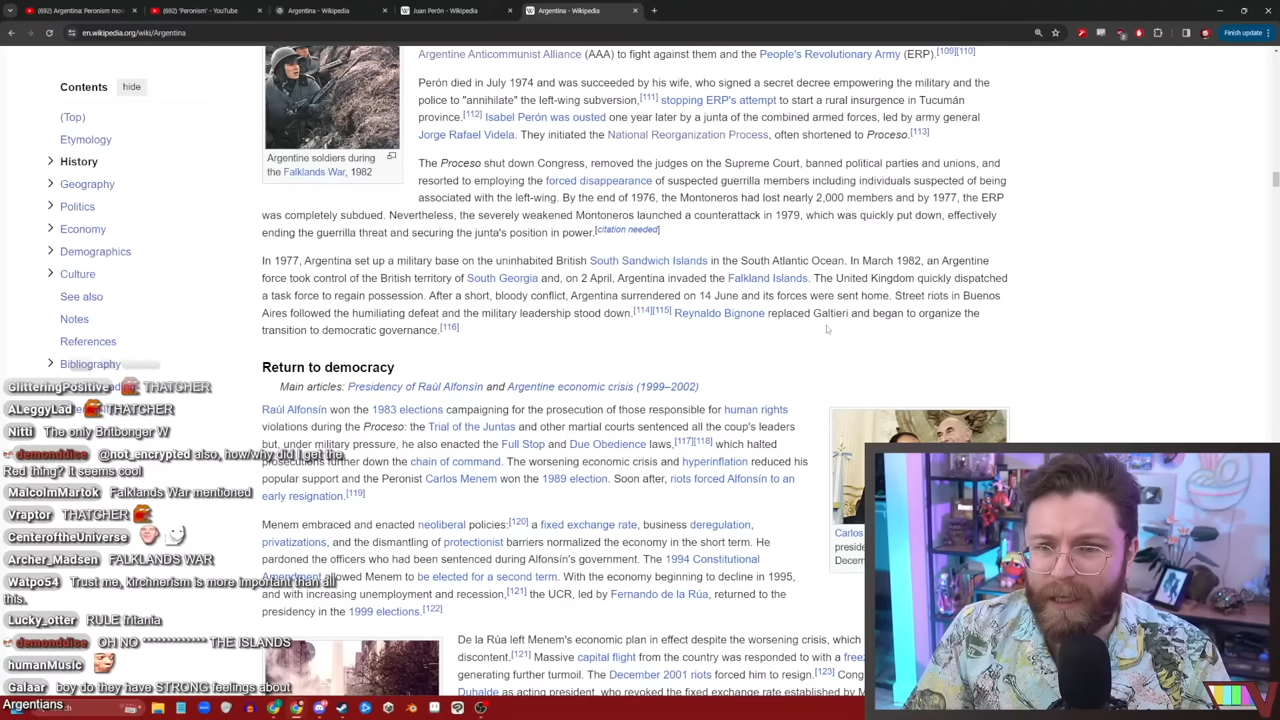 (692) Argentina: Peronism mov
(692) 'Peronism' - YouTube
Argentina - Wikipedia
Juan Perón - Wikipedia
Argentina - Wikipedia
en.wikipedia.org/wiki/Argentina
Finish update
Contents hide
(Top)
Etymology
History
Geography
Politics
Economy
Demographics
Culture
See also
Notes
References
Bibliography
Argentine soldiers during
the Falklands War, 1982
Argentine Anticommunist Alliance (AAA) to fight against them and the People's Revolutionary Army (ERP).[109][110]
Perón died in July 1974 and was succeeded by his wife, who signed a secret decree empowering the military and the
police to "annihilate" the left-wing subversion,[111] stopping ERP's attempt to start a rural insurgence in Tucumán
province.[112] Isabel Perón was ousted one year later by a junta of the combined armed forces, led by army general
Jorge Rafael Videla. They initiated the National Reorganization Process, often shortened to Proceso.[113]
The Proceso shut down Congress, removed the judges on the Supreme Court, banned political parties and unions, and
resorted to employing the forced disappearance of suspected guerrilla members including individuals suspected of being
associated with the left-wing. By the end of 1976, the Montoneros had lost nearly 2,000 members and by 1977, the ERP
was completely subdued. Nevertheless, the severely weakened Montoneros launched a counterattack in 1979, which was quickly put down, effectively
ending the guerrilla threat and securing the junta's position in power.[citation needed]
In 1977, Argentina set up a military base on the uninhabited British South Sandwich Islands in the South Atlantic Ocean. In March 1982, an Argentine
force took control of the British territory of South Georgia and, on 2 April, Argentina invaded the Falkland Islands. The United Kingdom quickly dispatched
a task force to regain possession. After a short, bloody conflict, Argentina surrendered on 14 June and its forces were sent home. Street riots in Buenos
Aires followed the humiliating defeat and the military leadership stood down.[114][115] Reynaldo Bignone replaced Galtieri and began to organize the
transition to democratic governance.[116]
Return to democracy
Main articles: Presidency of Raúl Alfonsín and Argentine economic crisis (1999–2002)
Raúl Alfonsín won the 1983 elections campaigning for the prosecution of those responsible for human rights
violations during the Proceso: the Trial of the Juntas and other martial courts sentenced all the coup's leaders
but, under military pressure, he also enacted the Full Stop and Due Obedience laws,[117][118] which halted
prosecutions further down the chain of command. The worsening economic crisis and hyperinflation reduced his
popular support and the Peronist Carlos Menem won the 1989 election. Soon after, riots forced Alfonsín to an
early resignation.[119]
Menem embraced and enacted neoliberal policies:[120] a fixed exchange rate, business deregulation,
privatizations, and the dismantling of protectionist barriers normalized the economy in the short term. He
pardoned the officers who had been sentenced during Alfonsín's government. The 1994 Constitutional
Amendment allowed Menem to be elected for a second term. With the economy beginning to decline in 1995,
and with increasing unemployment and recession,[121] the UCR, led by Fernando de la Rúa, returned to the
presidency in the 1999 elections.[122]
Carlos
presid
Decem
De la Rúa left Menem's economic plan in effect despite the worsening crisis, which
discontent.[121] Massive capital flight from the country was responded to with a freez
generating further turmoil. The December 2001 riots forced him to resign.[123] Cong
Duhalde as acting president, who revoked the fixed exchange rate established by M
GlitteringPositive THATCHER
ALeggyLad THATCHER
Nitti The only Britbonger W
demonddice @not_encrypted also, how/why did I get the
Red thing? It seems cool
MalcolmMartok Falklands War mentioned
Vraptor THATCHER
CenteroftheUniverse
Archer_Madsen FALKLANDS WAR
Watpo54 Trust me, kirchnerism is more important than all
this.
Lucky_otter RULE fritania
demonddice OH NO ************* THE ISLANDS
humanMusic
Galaar boy do they have STRONG feelings about
Argentians